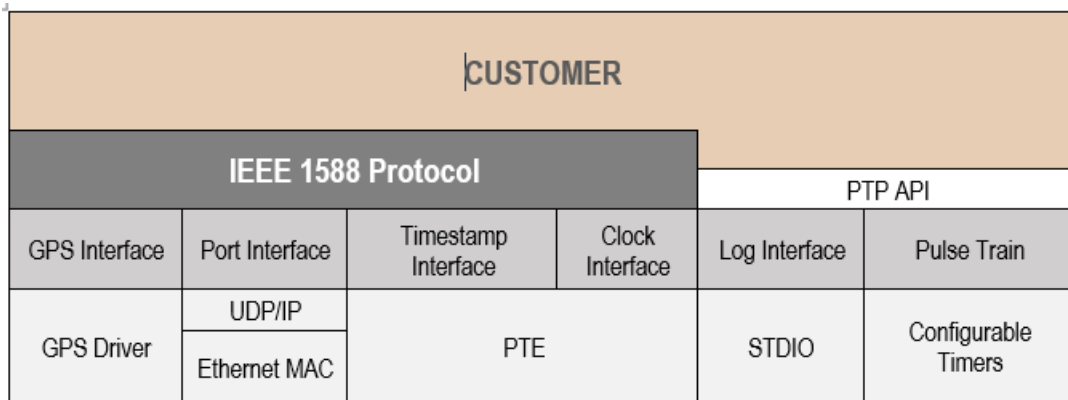 CUSTOMER
IEEE 1588 Protocol
PTP API
GPS Interface
Port Interface
Timestamp
Interface
Clock
Interface
Log Interface
Pulse Train
GPS Driver
UDP/IP
Ethernet MAC
PTE
STDIO
Configurable
Timers